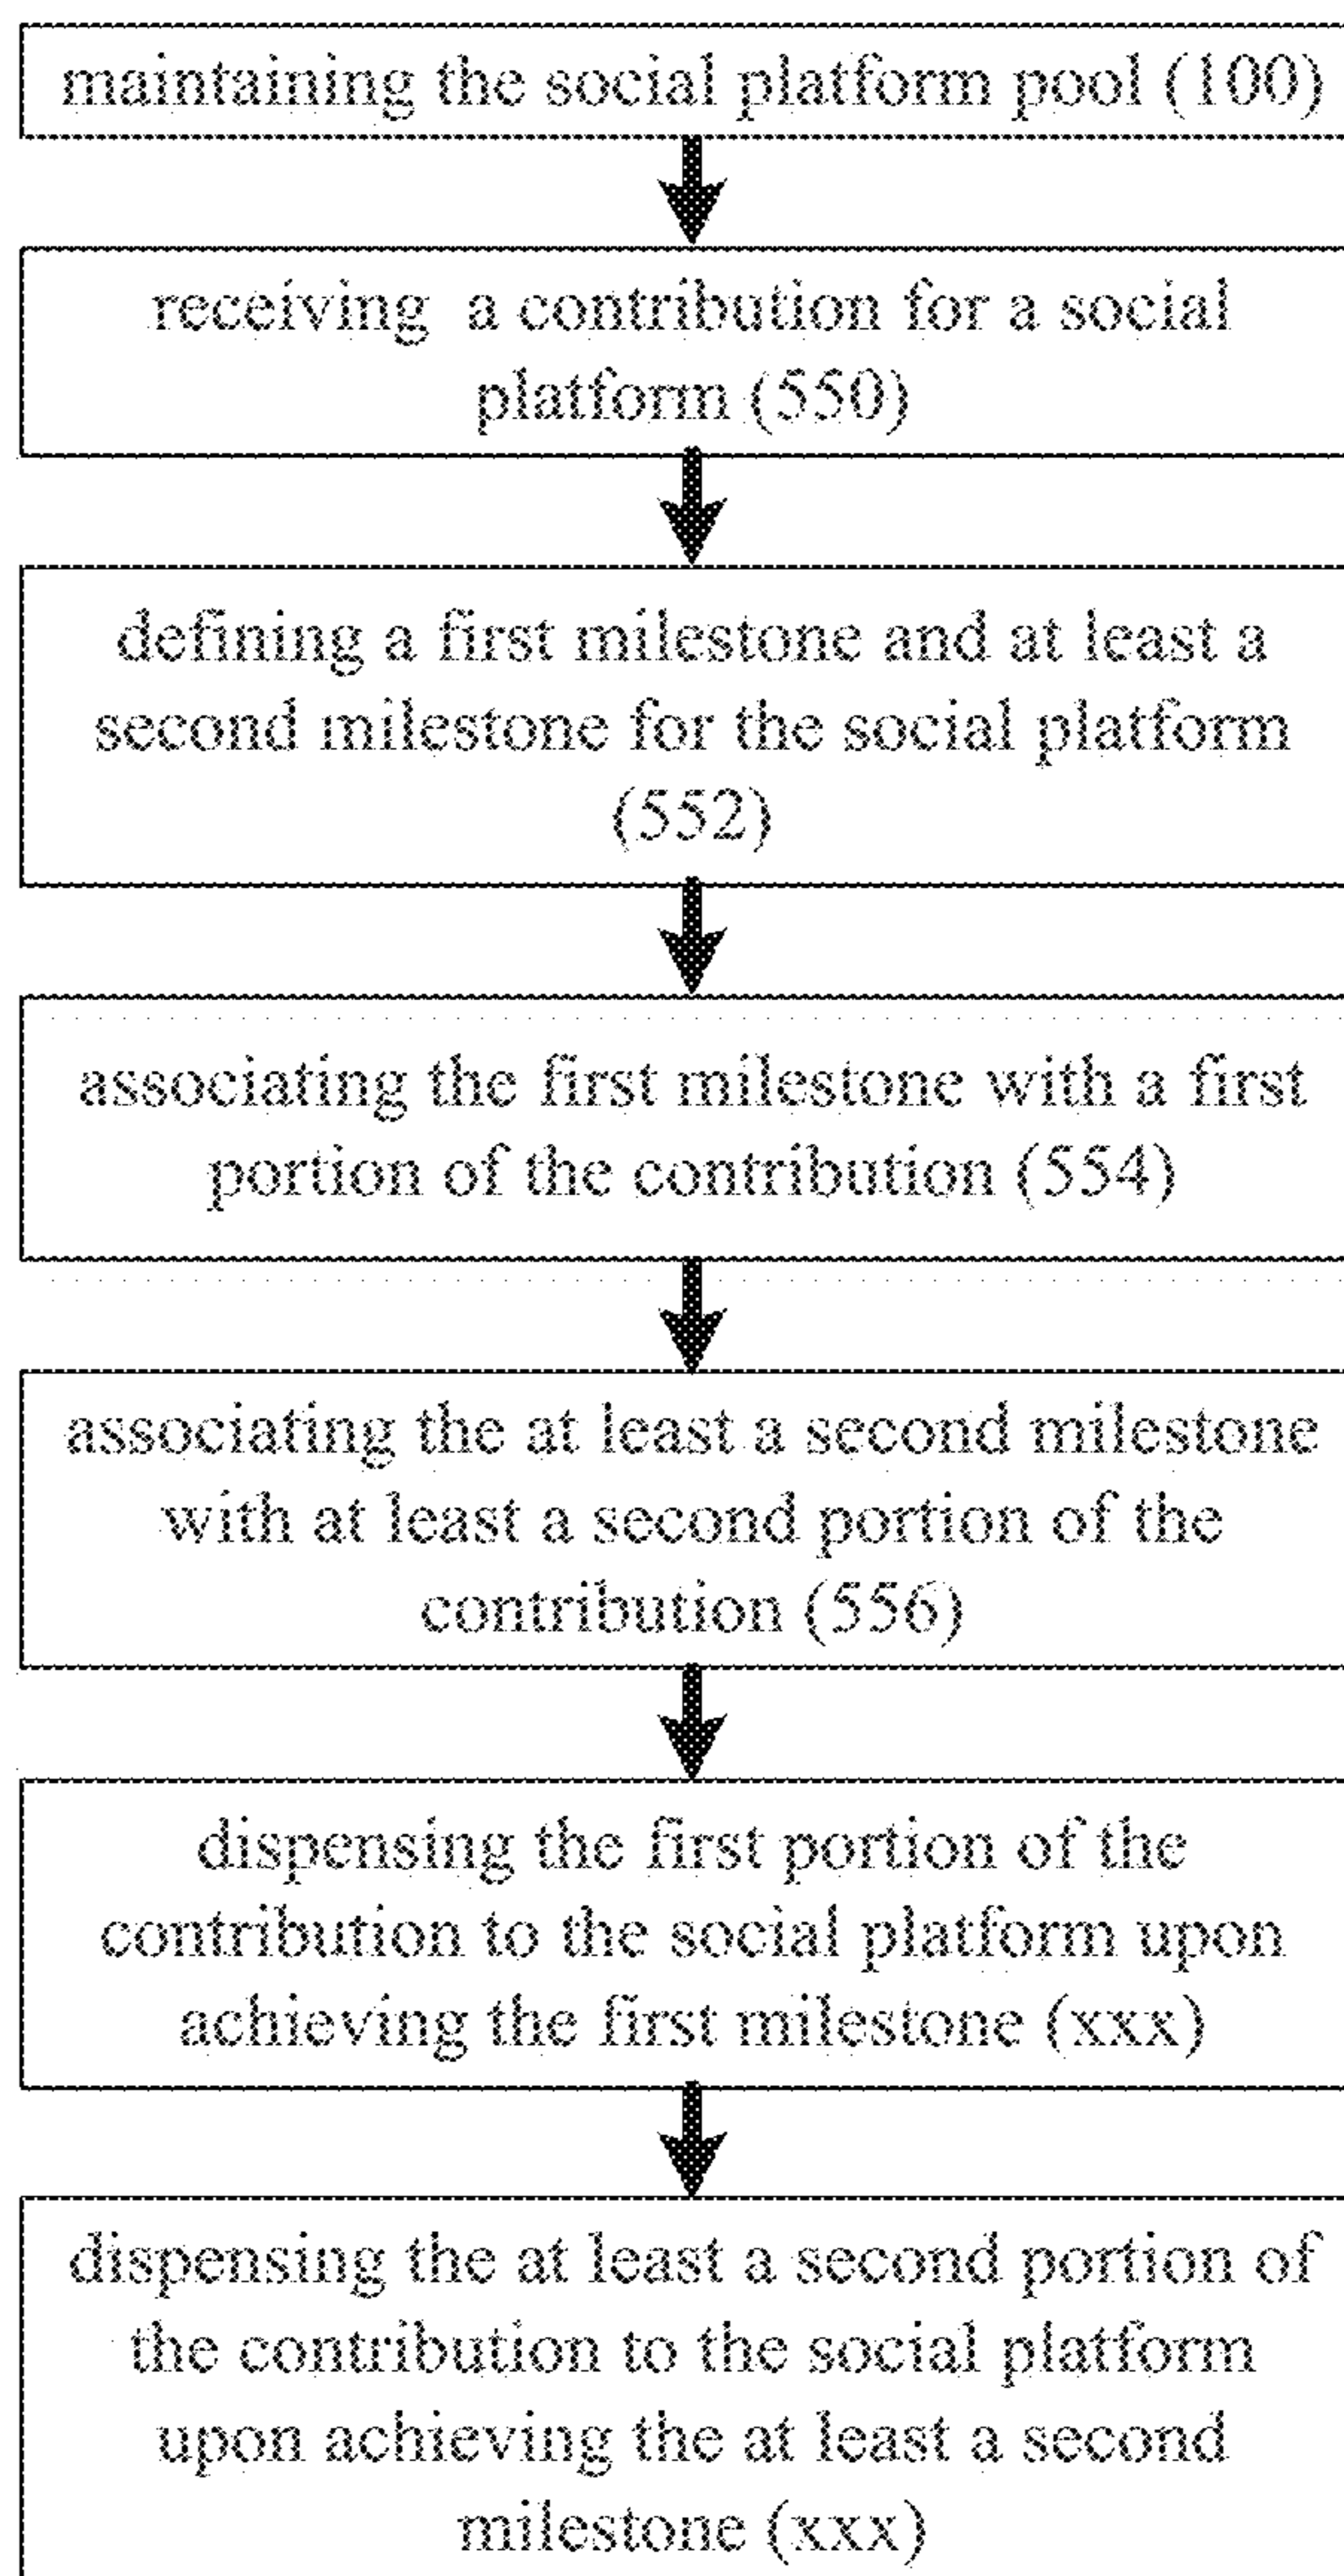 maintaining the social platform pool (100)
receiving a contribution for a social
platform (550)
defining a first milestone and at least a
second milestone for the social platform
(552)
associating the first milestone with a first
portion of the contribution (554)
associating the at least a second milestone
with at least a second portion of the
contribution (556)
dispensing the first portion of the
contribution to the social platform upon
achieving the first milestone (xxx)
dispensing the at least a second portion of
the contribution to the social platform
upon achieving the at least a second
milestone (xxx)